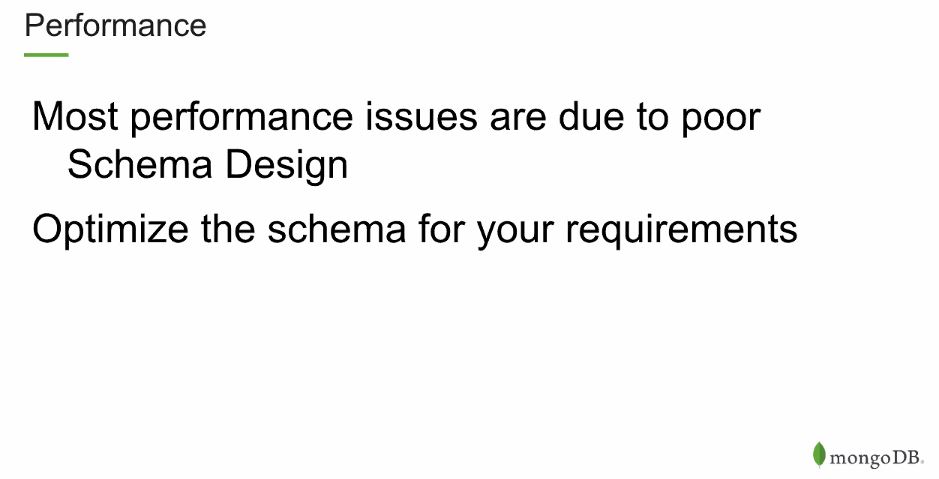 Performance
Most performance issues are due to poor
Schema Design
Optimize the schema for your requirements
mongoDB.